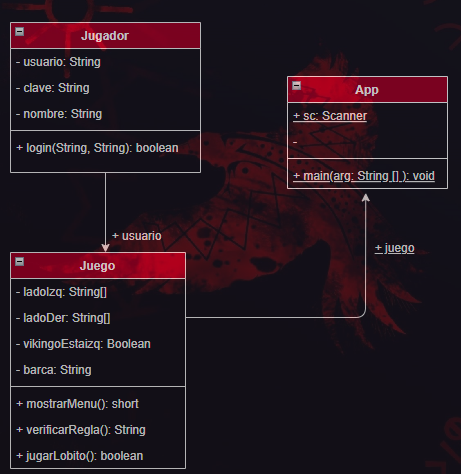 Jugador
- usuario: String
- clave: String
- nombre: String
+ login(String, String): boolean
App
+ sc: Scanner
-
+ main(arg: String [] ): void
+ usuario
+ juego
Juego
- ladoIzq: String[]
- ladoDer: String[]
- vikingoEstaizq: Boolean
- barca: String
+ mostrarMenu(): short
+ verificarRegla(): String
+ jugarLobito(): boolean